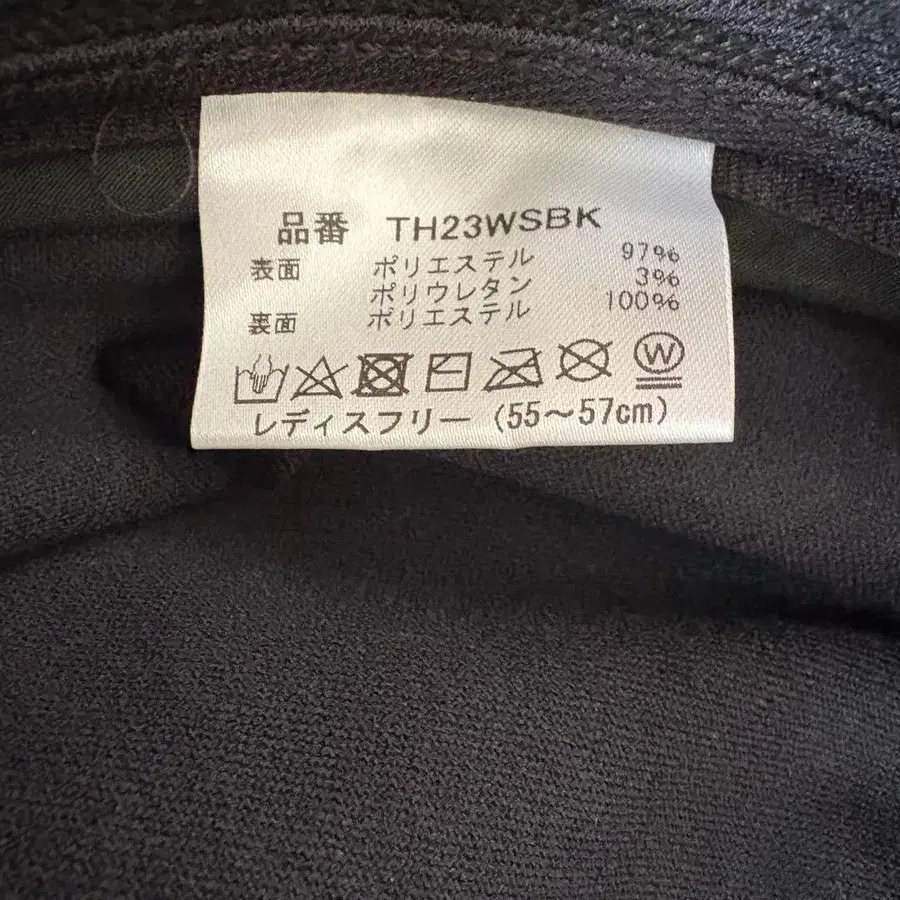 品番 TH23WSBK
表面 ポリエステル 97%
ポリウレタン 3%
裏面 ポリエステル 100%
W
レディスフリー (55～57cm)